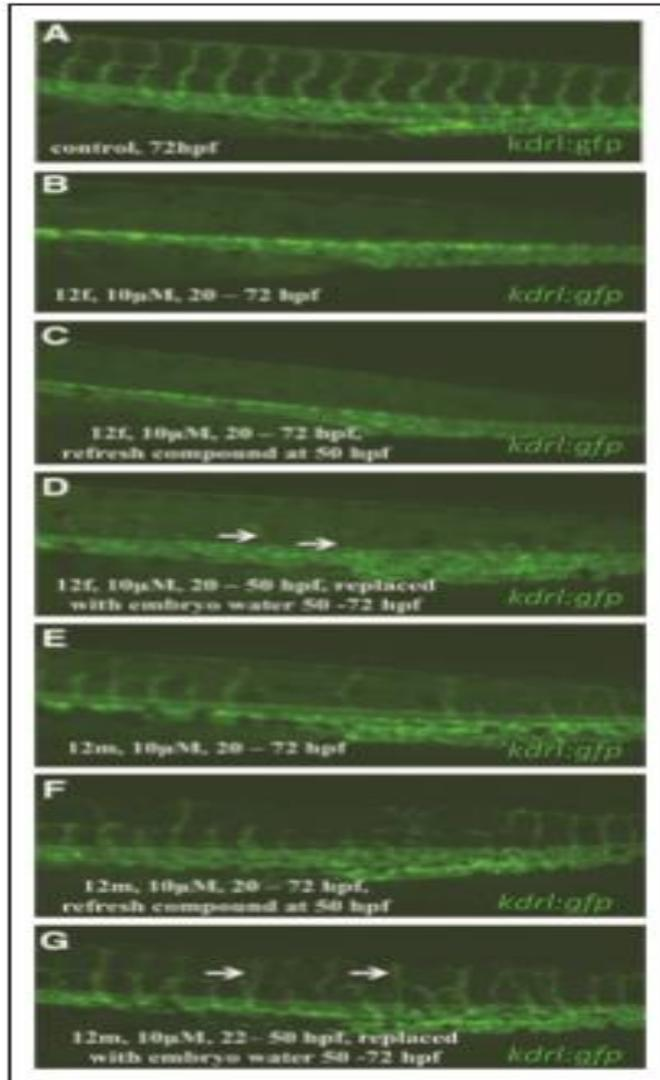 A
control, 72hpf
kdrl:gfp
B
12f, 10µM, 20 – 72 hpf
kdrl:gfp
C
12f, 10µM, 20 – 72 hpf,
refresh compound at 50 hpf
kdrl:gfp
D
12f, 10µM, 20 – 50 hpf, replaced
with embryo water 50 -72 hpf
kdrl:gfp
E
12m, 10µM, 20 – 72 hpf
kdrl:gfp
F
12m, 10µM, 20 – 72 hpf,
refresh compound at 50 hpf
kdrl:gfp
G
12m, 10µM, 22– 50 hpf, replaced
with embryo water 50 -72 hpf
kdrl:gfp